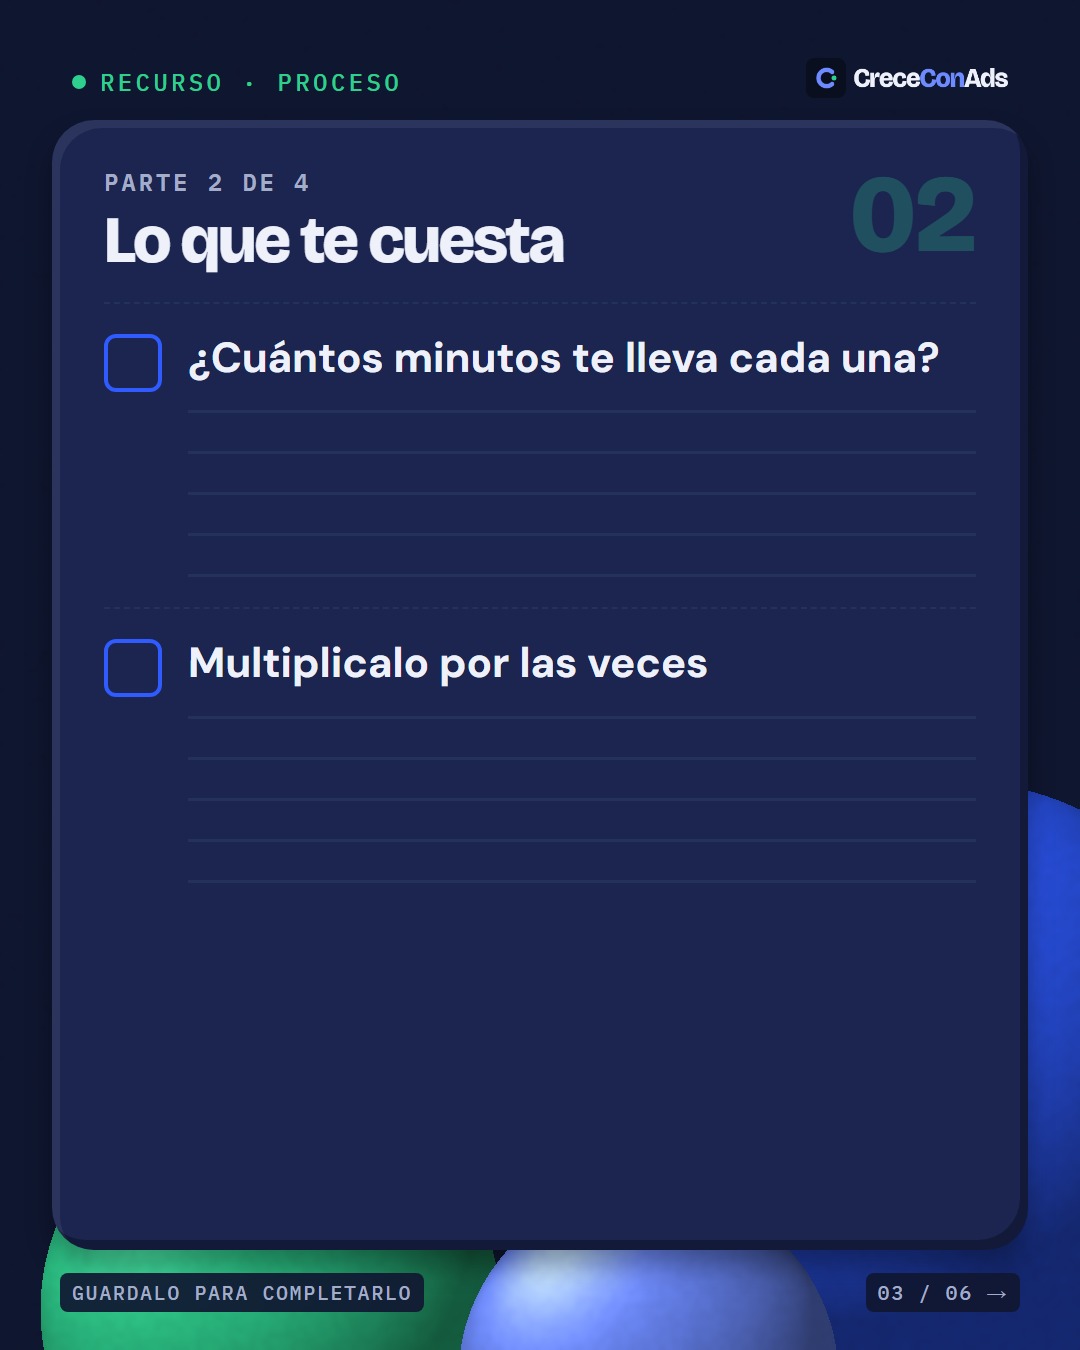 RECURSO · PROCESO
CreceConAds
PARTE 2 DE 4
Lo que te cuesta
02
¿Cuántos minutos te lleva cada una?
Multiplicalo por las veces
GUARDALO PARA COMPLETARLO
03 / 06 →